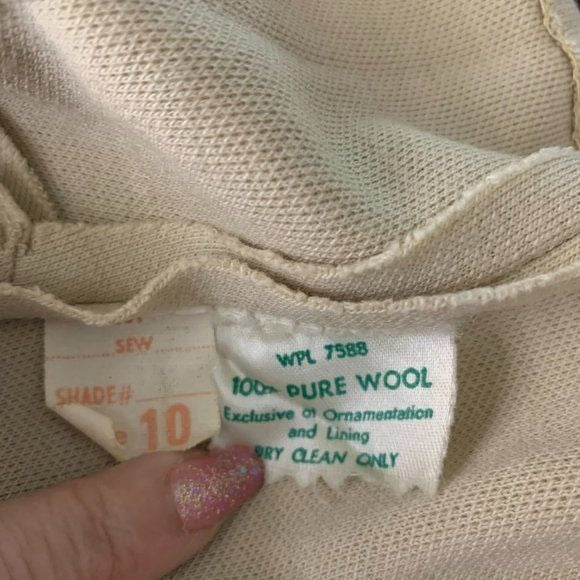 SEW
SHADE#
10
WPL 7588
100% PURE WOOL
Exclusive of Ornamentation
and Lining
DRY CLEAN ONLY